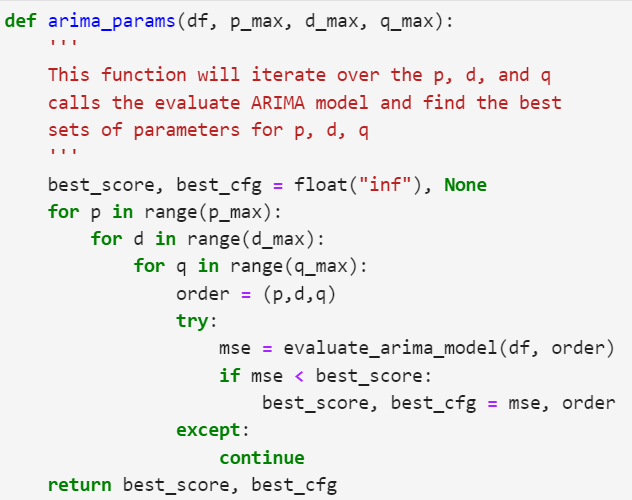 def arima_params(df, p_max, d_max, q_max):
    '''
    This function will iterate over the p, d, and q
    calls the evaluate ARIMA model and find the best
    sets of parameters for p, d, q
    '''
    best_score, best_cfg = float("inf"), None
    for p in range(p_max):
        for d in range(d_max):
            for q in range(q_max):
                order = (p,d,q)
                try:
                    mse = evaluate_arima_model(df, order)
                    if mse < best_score:
                        best_score, best_cfg = mse, order
                except:
                    continue
    return best_score, best_cfg